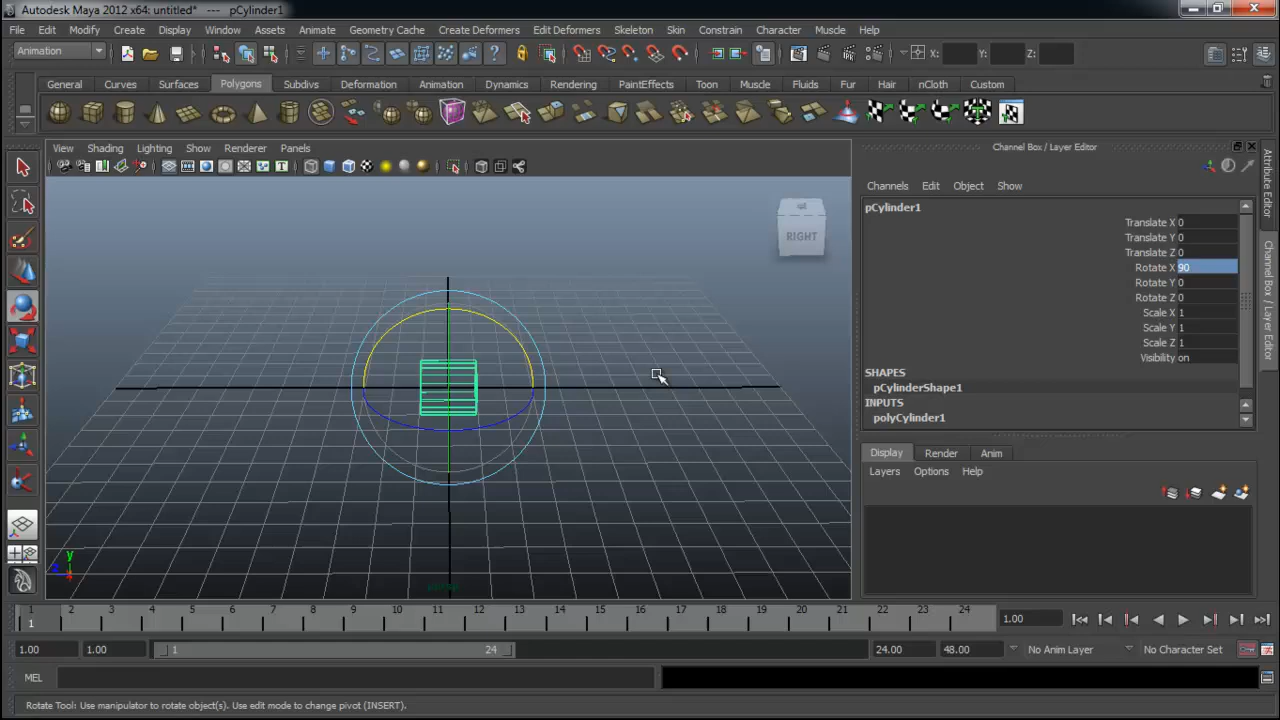 Autodesk Maya 2012 x64: untitled* --- pCylinder1
File Edit Modify Create Display Window Assets Animate Geometry Cache Create Deformers Edit Deformers Skeleton Skin Constrain Character Muscle Help
Animation X: Y: Z:
General Curves Surfaces Polygons Subdivs Deformation Animation Dynamics Rendering PaintEffects Toon Muscle Fluids Fur Hair nCloth Custom
View Shading Lighting Show Renderer Panels
Channel Box / Layer Editor
Channels Edit Object Show
pCylinder1
Translate X 0
Translate Y 0
Translate Z 0
Rotate X 90
Rotate Y 0
Rotate Z 0
Scale X 1
Scale Y 1
Scale Z 1
Visibility on
SHAPES
pCylinderShape1
INPUTS
polyCylinder1
Display Render Anim
Layers Options Help
Attribute Editor
Channel Box / Layer Editor
RIGHT
y
z x
persp
1 2 3 4 5 6 7 8 9 10 11 12 13 14 15 16 17 18 19 20 21 22 23 24
1 1.00
1.00 1.00 1 24 24.00 48.00 No Anim Layer No Character Set
MEL
Rotate Tool: Use manipulator to rotate object(s). Use edit mode to change pivot (INSERT).